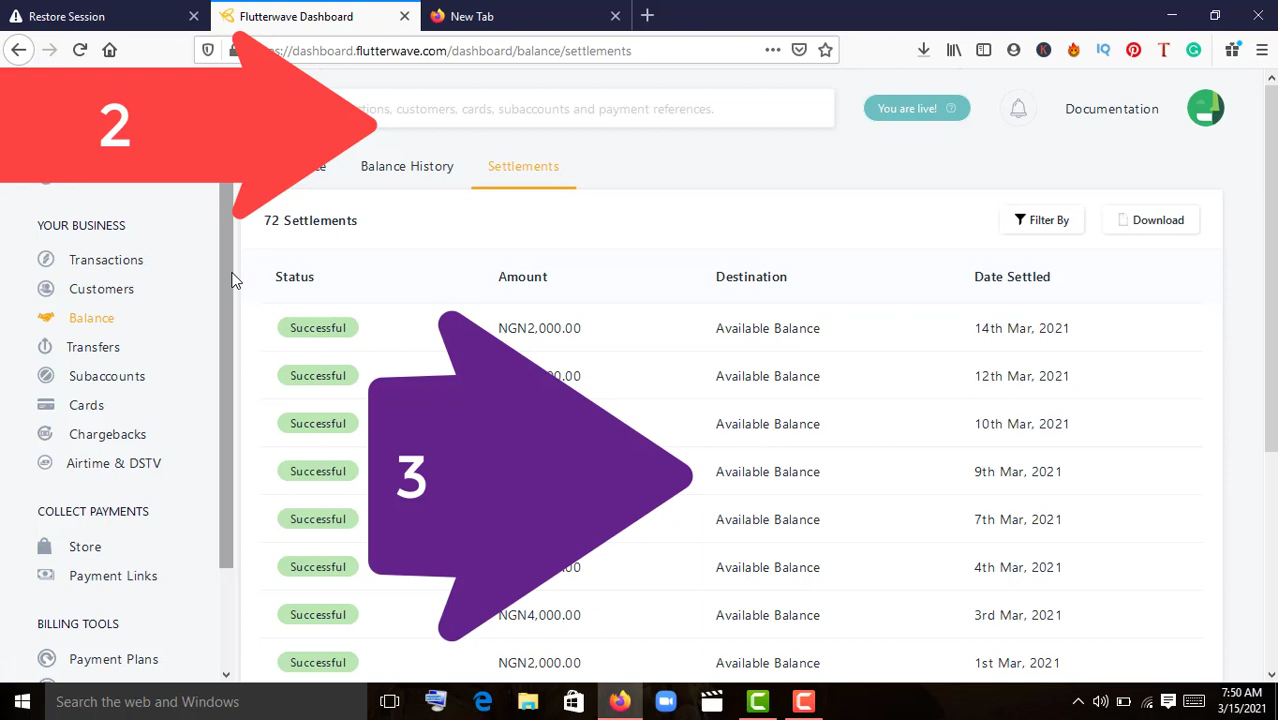 Restore Session
Flutterwave Dashboard
New Tab
dashboard.flutterwave.com/dashboard/balance/settlements
2
customers, cards, subaccounts and payment references.
You are live!
Documentation
Balance History
Settlements
YOUR BUSINESS
Transactions
Customers
Balance
Transfers
Subaccounts
Cards
Chargebacks
Airtime & DSTV
COLLECT PAYMENTS
Store
Payment Links
BILLING TOOLS
Payment Plans
72 Settlements
Filter By
Download
Status Amount Destination Date Settled
Successful NGN2,000.00 Available Balance 14th Mar, 2021
Successful Available Balance 12th Mar, 2021
Successful Available Balance 10th Mar, 2021
Successful Available Balance 9th Mar, 2021
Successful Available Balance 7th Mar, 2021
Successful Available Balance 4th Mar, 2021
Successful NGN4,000.00 Available Balance 3rd Mar, 2021
Successful NGN2,000.00 Available Balance 1st Mar, 2021
3
Search the web and Windows
7:50 AM
3/15/2021